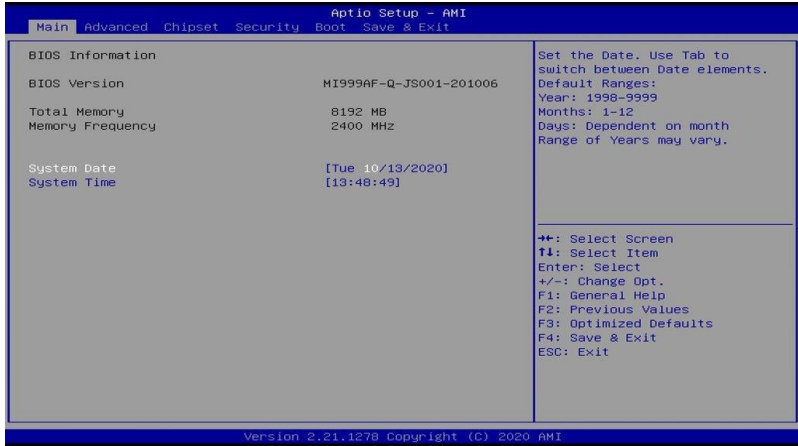 Aptio Setup - AMI
Main Advanced Chipset Security Boot Save & Exit
BIOS Information
BIOS Version MI999AF-Q-JS001-201006
Total Memory 8192 MB
Memory Frequency 2400 MHz
System Date [Tue 10/13/2020]
System Time [13:48:49]
Set the Date. Use Tab to
switch between Date elements.
Default Ranges:
Year: 1998-9999
Months: 1-12
Days: Dependent on month
Range of Years may vary.
→←: Select Screen
↑↓: Select Item
Enter: Select
+/-: Change Opt.
F1: General Help
F2: Previous Values
F3: Optimized Defaults
F4: Save & Exit
ESC: Exit
Version 2.21.1278 Copyright (C) 2020 AMI